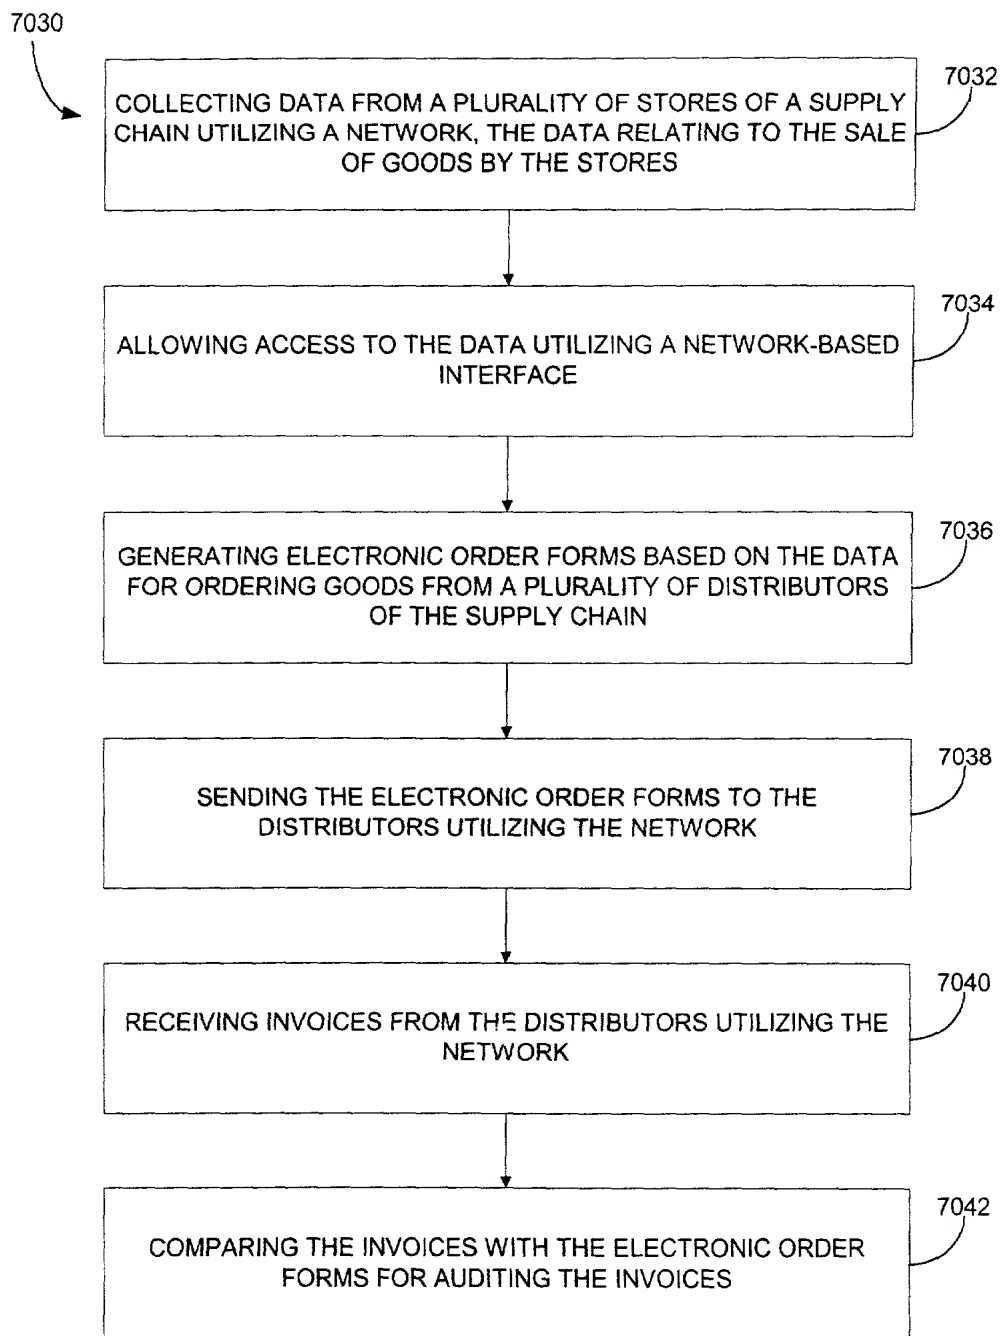 7030
7032
COLLECTING DATA FROM A PLURALITY OF STORES OF A SUPPLY
CHAIN UTILIZING A NETWORK, THE DATA RELATING TO THE SALE
OF GOODS BY THE STORES
7034
ALLOWING ACCESS TO THE DATA UTILIZING A NETWORK-BASED
INTERFACE
7036
GENERATING ELECTRONIC ORDER FORMS BASED ON THE DATA
FOR ORDERING GOODS FROM A PLURALITY OF DISTRIBUTORS
OF THE SUPPLY CHAIN
7038
SENDING THE ELECTRONIC ORDER FORMS TO THE
DISTRIBUTORS UTILIZING THE NETWORK
7040
RECEIVING INVOICES FROM THE DISTRIBUTORS UTILIZING THE
NETWORK
7042
COMPARING THE INVOICES WITH THE ELECTRONIC ORDER
FORMS FOR AUDITING THE INVOICES